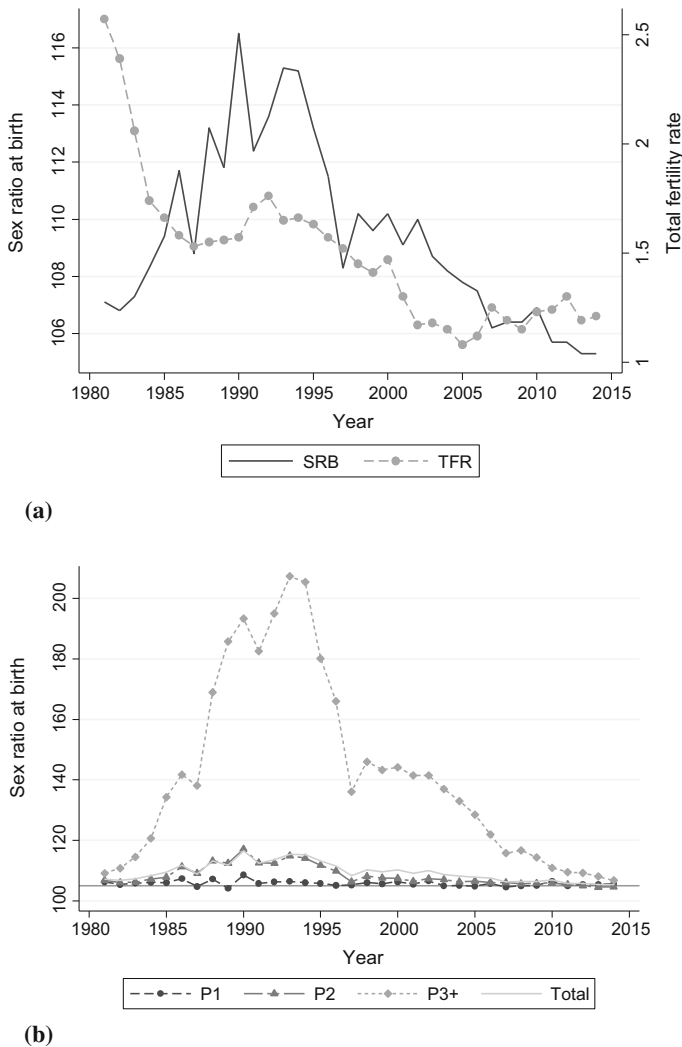 116
114
112
110
108
106
Sex ratio at birth
2.5
2
1.5
1
Total fertility rate
1980 1985 1990 1995 2000 2005 2010 2015
Year
SRB TFR
(a)
200
180
160
140
120
100
Sex ratio at birth
1980 1985 1990 1995 2000 2005 2010 2015
Year
P1 P2 P3+ Total
(b)